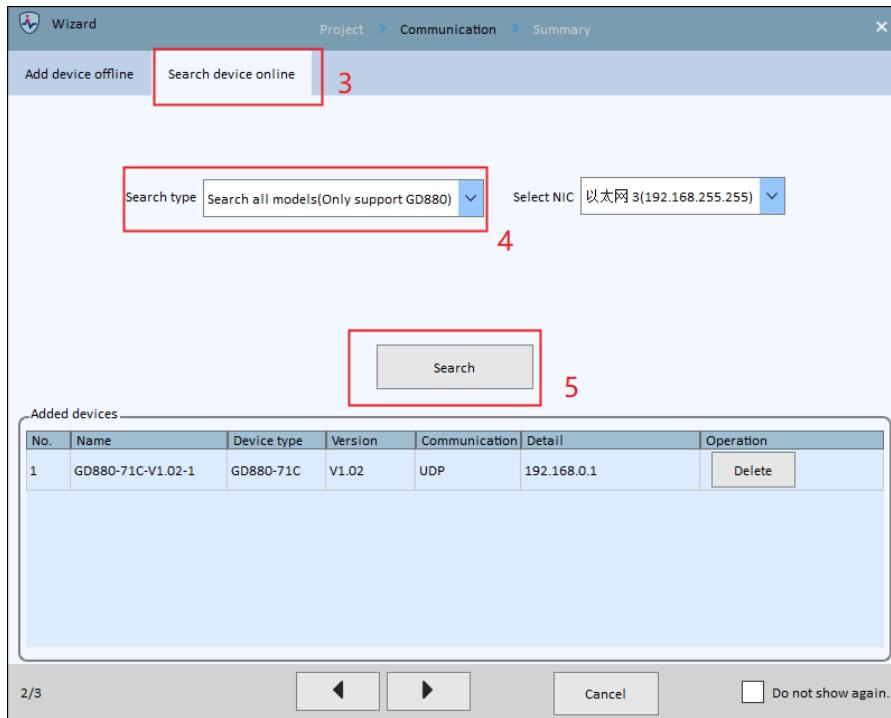 Wizard
Project > Communication > Summary
Add device offline
Search device online
3
Search type
Search all models(Only support GD880)
Select NIC
以太网 3(192.168.255.255)
4
Search
5
Added devices
No. Name Device type Version Communication Detail Operation
1 GD880-71C-V1.02-1 GD880-71C V1.02 UDP 192.168.0.1 Delete
2/3
Cancel
Do not show again.